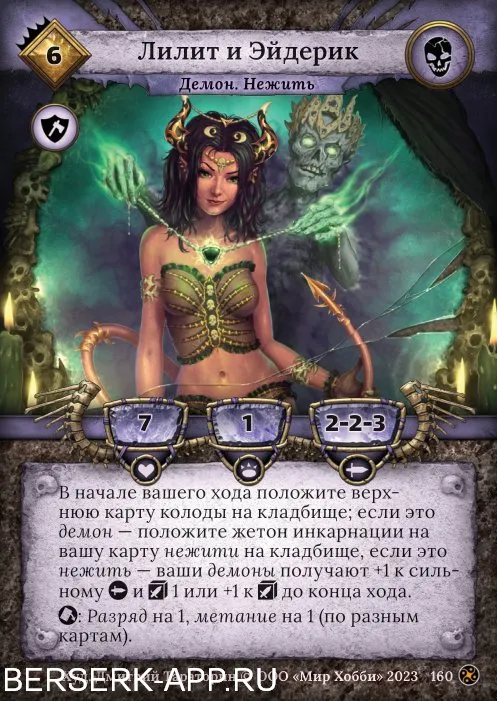 6
Лилит и Эйдерик
Демон. Нежить
7
1
2-2-3
В начале вашего хода положите верх-
нюю карту колоды на кладбище; если это
демон — положите жетон инкарнации на
вашу карту нежити на кладбище, если это
нежить — ваши демоны получают +1 к силь-
ному и 1 или +1 к до конца хода.
: Разряд на 1, метание на 1 (по разным
картам).
Худ. Дмитрий © ООО «Мир Хобби» 2023 160
BERSERK-APP.RU